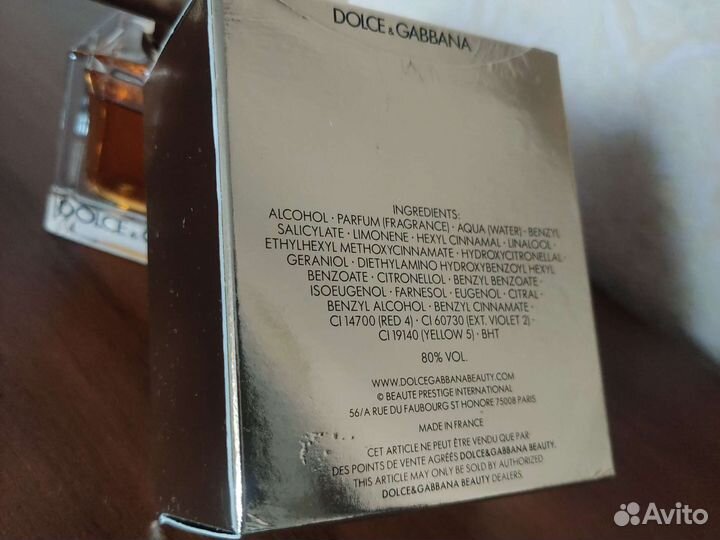 DOLCE & GABBANA
DOLCE & G
INGREDIENTS:
ALCOHOL · PARFUM (FRAGRANCE) · AQUA (WATER) · BENZYL
SALICYLATE · LIMONENE · HEXYL CINNAMAL · LINALOOL ·
ETHYLHEXYL METHOXYCINNAMATE · HYDROXYCITRONELLAL ·
GERANIOL · DIETHYLAMINO HYDROXYBENZOYL HEXYL
BENZOATE · CITRONELLOL · BENZYL BENZOATE ·
ISOEUGENOL · FARNESOL · EUGENOL · CITRAL ·
BENZYL ALCOHOL · BENZYL CINNAMATE ·
CI 14700 (RED 4) · CI 60730 (EXT. VIOLET 2) ·
CI 19140 (YELLOW 5) · BHT
80% VOL.
WWW.DOLCEGABBANABEAUTY.COM
© BEAUTE PRESTIGE INTERNATIONAL
56/A RUE DU FAUBOURG ST HONORE 75008 PARIS
MADE IN FRANCE
CET ARTICLE NE PEUT ÊTRE VENDU QUE PAR
DES POINTS DE VENTE AGRÉÉS DOLCE&GABBANA BEAUTY.
THIS ARTICLE MAY ONLY BE SOLD BY AUTHORIZED
DOLCE&GABBANA BEAUTY DEALERS.
Avito